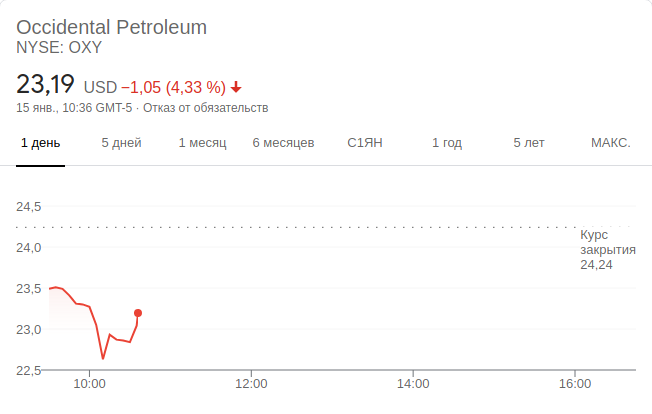 Occidental Petroleum
NYSE: OXY
23,19 USD −1,05 (4,33 %)
15 янв., 10:36 GMT-5 · Отказ от обязательств
1 день 5 дней 1 месяц 6 месяцев С1ЯН 1 год 5 лет МАКС.
24,5
Курс
закрытия
24,24
24,0
23,5
23,0
22,5
10:00 12:00 14:00 16:00